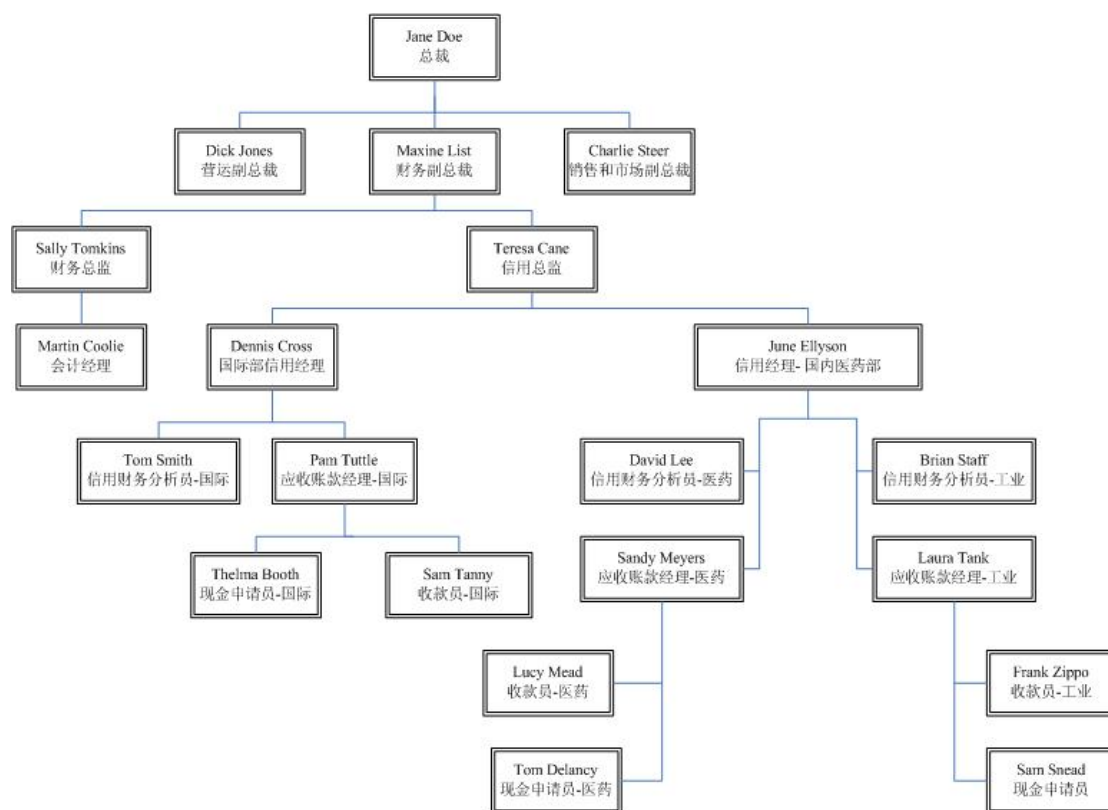 Jane Doe
总裁
Dick Jones
营运副总裁
Maxine List
财务副总裁
Charlie Steer
销售和市场副总裁
Sally Tomkins
财务总监
Teresa Cane
信用总监
Martin Coolie
会计经理
Dennis Cross
国际部信用经理
June Ellyson
信用经理- 国内医药部
Tom Smith
信用财务分析员-国际
Pam Tuttle
应收账款经理-国际
David Lee
信用财务分析员-医药
Brian Staff
信用财务分析员-工业
Thelma Booth
现金申请员-国际
Sam Tanny
收款员-国际
Sandy Meyers
应收账款经理-医药
Laura Tank
应收账款经理-工业
Lucy Mead
收款员-医药
Frank Zippo
收款员-工业
Tom Delancy
现金申请员-医药
Sam Snead
现金申请员